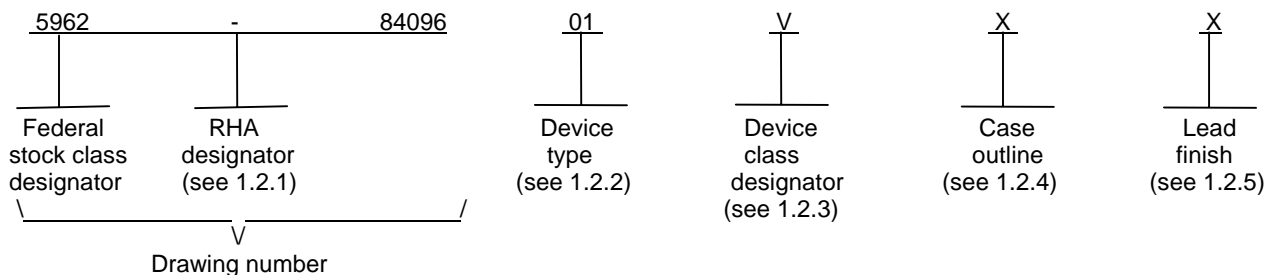 5962 - 84096 01 V X X
Federal stock class designator
RHA designator (see 1.2.1)
Device type (see 1.2.2)
Device class designator (see 1.2.3)
Case outline (see 1.2.4)
Lead finish (see 1.2.5)
Drawing number